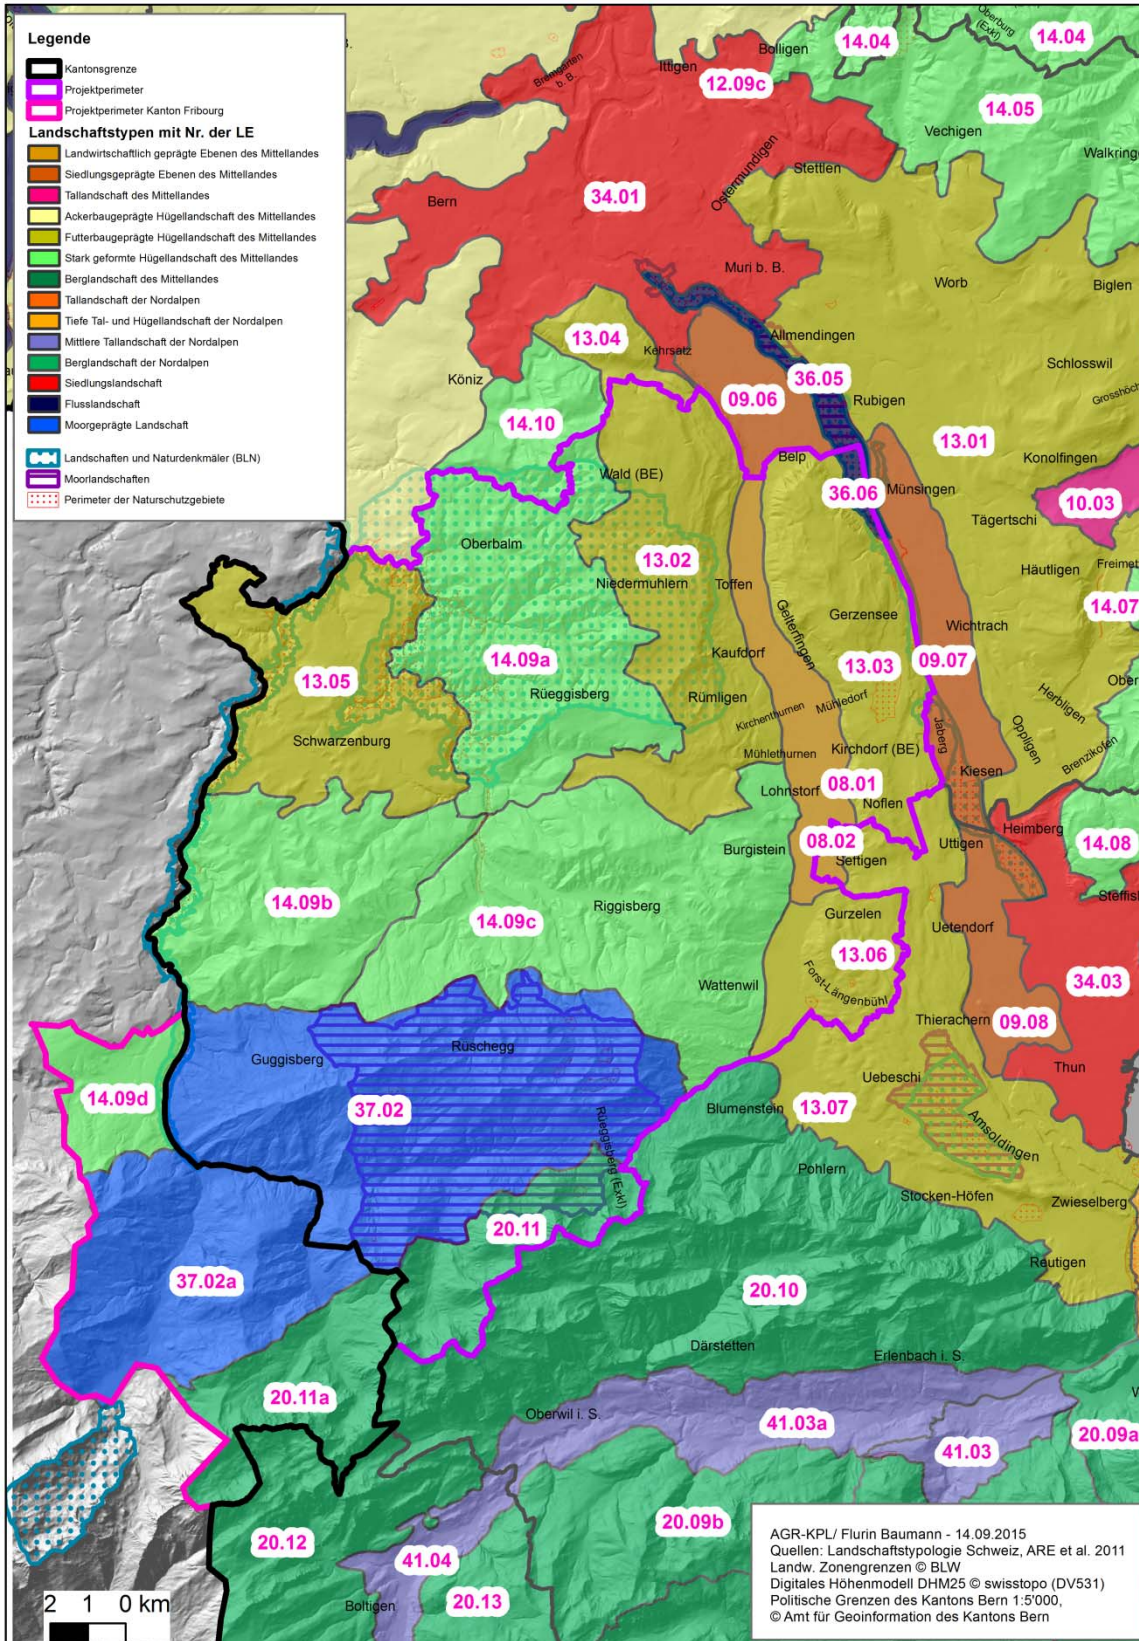 Legende
Kantonsgrenze
Projektperimeter
Projektperimeter Kanton Fribourg
Landschaftstypen mit Nr. der LE
Landwirtschaftlich geprägte Ebenen des Mittellandes
Siedlungsgeprägte Ebenen des Mittellandes
Tallandschaft des Mittellandes
Ackerbaugeprägte Hügellandschaft des Mittellandes
Futterbaugeprägte Hügellandschaft des Mittellandes
Stark geformte Hügellandschaft des Mittellandes
Berglandschaft des Mittellandes
Tallandschaft der Nordalpen
Tiefe Tal- und Hügellandschaft der Nordalpen
Mittlere Tallandschaft der Nordalpen
Berglandschaft der Nordalpen
Siedlungslandschaft
Flusslandschaft
Moorgeprägte Landschaft
Landschaften und Naturdenkmäler (BLN)
Moorlandschaften
Perimeter der Naturschutzgebiete
Oberburg (Exkl)
14.04
14.04
Bolligen
Ittigen
Bremgarten b. B.
12.09c
14.05
Vechigen
Walkring
Stettlen
Ostermundigen
34.01
Bern
Muri b. B.
Worb
Biglen
Allmendingen
13.04
Kehrsatz
Schlosswil
36.05
Köniz
Grosshöch
09.06
Rubigen
14.10
13.01
Belp
Konolfingen
Wald (BE)
36.06
Münsingen
10.03
Tägertschi
Oberbalm
13.02
Freimet
Häutligen
Niedermuhlern
Toffen
14.07
Gelterfingen
Gerzensee
Wichtrach
14.09a
Kaufdorf
13.03
09.07
13.05
Ober
Rüeggisberg
Rümligen
Mühledorf
Herbligen
Kirchenthurnen
Jaberg
Oppligen
Schwarzenburg
Mühlethurnen
Kirchdorf (BE)
Brenzikofen
Kiesen
Lohnstorf
08.01
Noflen
Heimberg
Burgistein
08.02
Seftigen
Uttigen
14.08
14.09b
14.09c
Riggisberg
Steffisb
Gurzelen
Uetendorf
13.06
Wattenwil
Forst-Längenbühl
34.03
Thierachern
09.08
Guggisberg
Rüschegg
Thun
Uebeschi
14.09d
37.02
Blumenstein
13.07
Rüeggisberg (Exkl)
Amsoldingen
Pohlern
Stocken-Höfen
Zwieselberg
20.11
Reutigen
37.02a
20.10
Därstetten
Erlenbach i. S.
20.11a
Oberwil i. S.
41.03a
W
41.03
20.09a
20.09b
20.12
41.04
Boltigen
20.13
2 1 0 km
AGR-KPL/ Flurin Baumann - 14.09.2015
Quellen: Landschaftstypologie Schweiz, ARE et al. 2011
Landw. Zonengrenzen © BLW
Digitales Höhenmodell DHM25 © swisstopo (DV531)
Politische Grenzen des Kantons Bern 1:5'000,
© Amt für Geoinformation des Kantons Bern